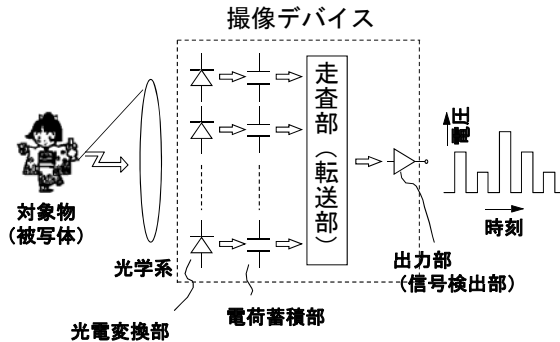 撮像デバイス
走査部（転送部）
電圧
時刻
対象物
（被写体）
光学系
光電変換部
電荷蓄積部
出力部
（信号検出部）